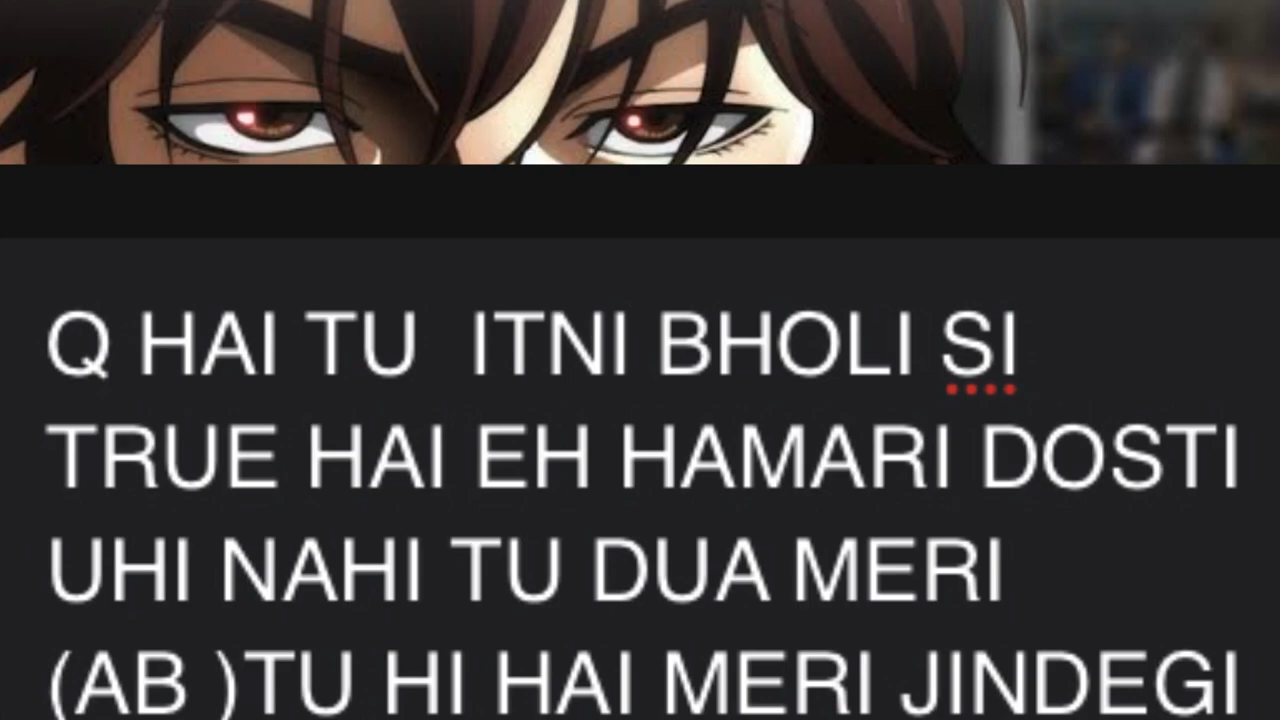 Q HAI TU  ITNI BHOLI SI
TRUE HAI EH HAMARI DOSTI
UHI NAHI TU DUA MERI
(AB )TU HI HAI MERI JINDEGI